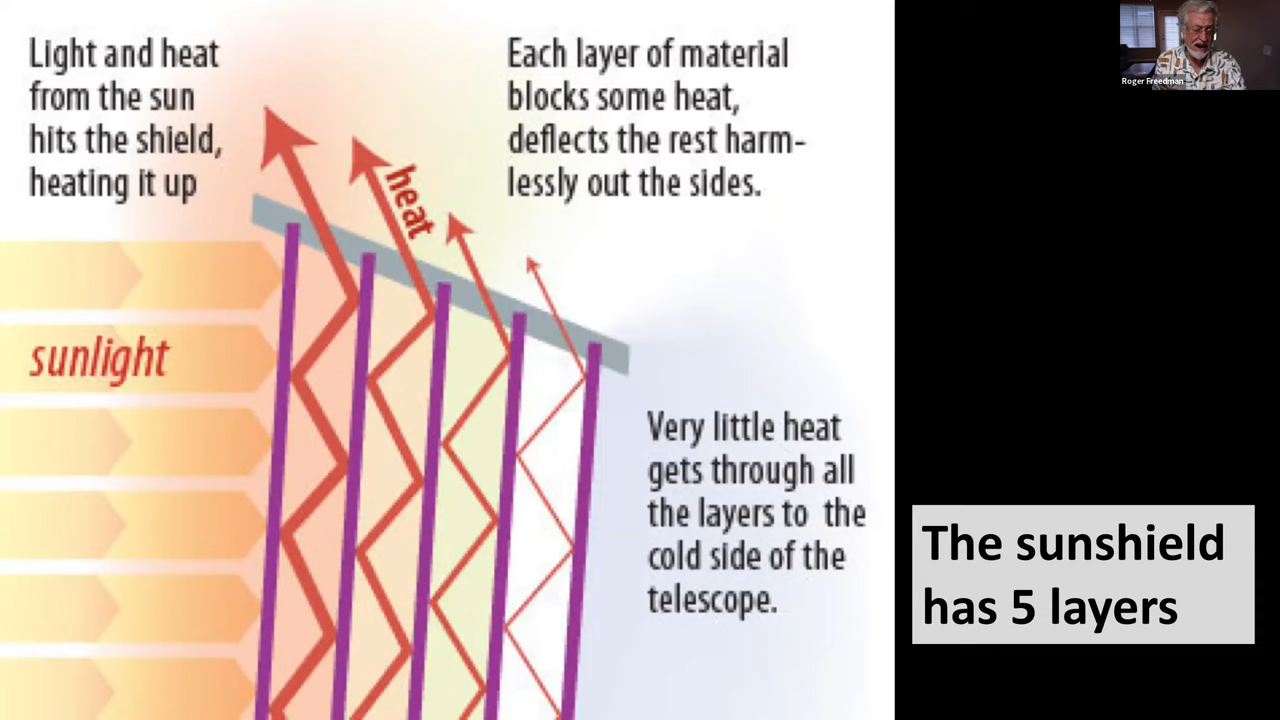 Light and heat
from the sun
hits the shield,
heating it up
Each layer of material
blocks some heat,
deflects the rest harm-
lessly out the sides.
heat
sunlight
Very little heat
gets through all
the layers to the
cold side of the
telescope.
The sunshield
has 5 layers
Roger Freedman